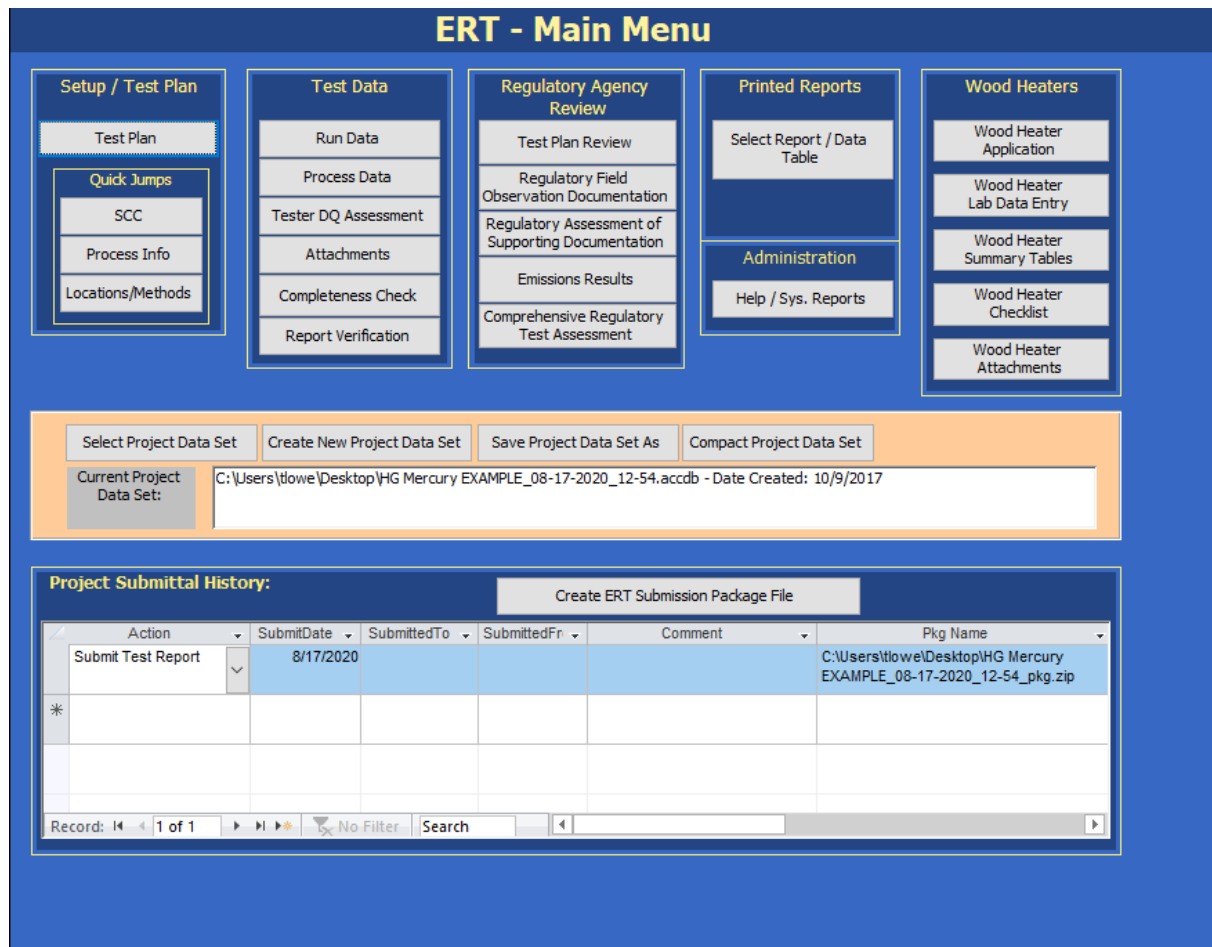 ERT - Main Menu
Setup / Test Plan
Test Plan
Quick Jumps
SCC
Process Info
Locations/Methods
Test Data
Run Data
Process Data
Tester DQ Assessment
Attachments
Completeness Check
Report Verification
Regulatory Agency
Review
Test Plan Review
Regulatory Field
Observation Documentation
Regulatory Assessment of
Supporting Documentation
Emissions Results
Comprehensive Regulatory
Test Assessment
Printed Reports
Select Report / Data
Table
Administration
Help / Sys. Reports
Wood Heaters
Wood Heater
Application
Wood Heater
Lab Data Entry
Wood Heater
Summary Tables
Wood Heater
Checklist
Wood Heater
Attachments
Select Project Data Set
Create New Project Data Set
Save Project Data Set As
Compact Project Data Set
Current Project
Data Set:
C:\Users\tlowe\Desktop\HG Mercury EXAMPLE_08-17-2020_12-54.accdb - Date Created: 10/9/2017
Project Submittal History:
Create ERT Submission Package File
Action SubmitDate SubmittedTo SubmittedFr Comment Pkg Name
Submit Test Report 8/17/2020 C:\Users\tlowe\Desktop\HG Mercury
EXAMPLE_08-17-2020_12-54_pkg.zip
Record: 1 of 1 No Filter Search